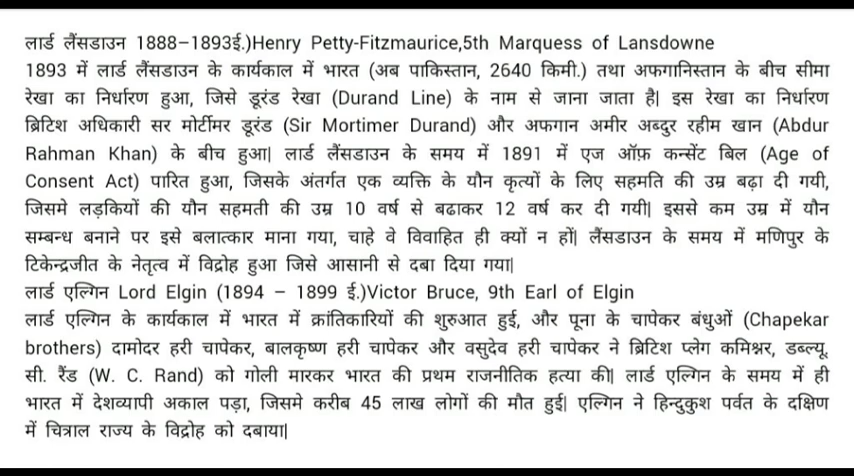 लार्ड लैंसडाउन 1888–1893ई.)Henry Petty-Fitzmaurice,5th Marquess of Lansdowne
1893 में लार्ड लैंसडाउन के कार्यकाल में भारत (अब पाकिस्तान, 2640 किमी.) तथा अफगानिस्तान के बीच सीमा
रेखा का निर्धारण हुआ, जिसे डूरंड रेखा (Durand Line) के नाम से जाना जाता है| इस रेखा का निर्धारण
ब्रिटिश अधिकारी सर मोर्टीमर डूरंड (Sir Mortimer Durand) और अफगान अमीर अब्दुर रहीम खान (Abdur
Rahman Khan) के बीच हुआ| लार्ड लैंसडाउन के समय में 1891 में एज ऑफ़ कन्सेंट बिल (Age of
Consent Act) पारित हुआ, जिसके अंतर्गत एक व्यक्ति के यौन कृत्यों के लिए सहमति की उम्र बढ़ा दी गयी,
जिसमे लड़कियों की यौन सहमती की उम्र 10 वर्ष से बढाकर 12 वर्ष कर दी गयी| इससे कम उम्र में यौन
सम्बन्ध बनाने पर इसे बलात्कार माना गया, चाहे वे विवाहित ही क्यों न हों| लैंसडाउन के समय में मणिपुर के
टिकेन्द्रजीत के नेतृत्व में विद्रोह हुआ जिसे आसानी से दबा दिया गया|
लार्ड एल्गिन Lord Elgin (1894 – 1899 ई.)Victor Bruce, 9th Earl of Elgin
लार्ड एल्गिन के कार्यकाल में भारत में क्रांतिकारियों की शुरुआत हुई, और पूना के चापेकर बंधुओं (Chapekar
brothers) दामोदर हरी चापेकर, बालकृष्ण हरी चापेकर और वसुदेव हरी चापेकर ने ब्रिटिश प्लेग कमिश्नर, डब्ल्यू.
सी. रैंड (W. C. Rand) को गोली मारकर भारत की प्रथम राजनीतिक हत्या की| लार्ड एल्गिन के समय में ही
भारत में देशव्यापी अकाल पड़ा, जिसमे करीब 45 लाख लोगों की मौत हुई| एल्गिन ने हिन्दुकुश पर्वत के दक्षिण
में चित्राल राज्य के विद्रोह को दबाया|